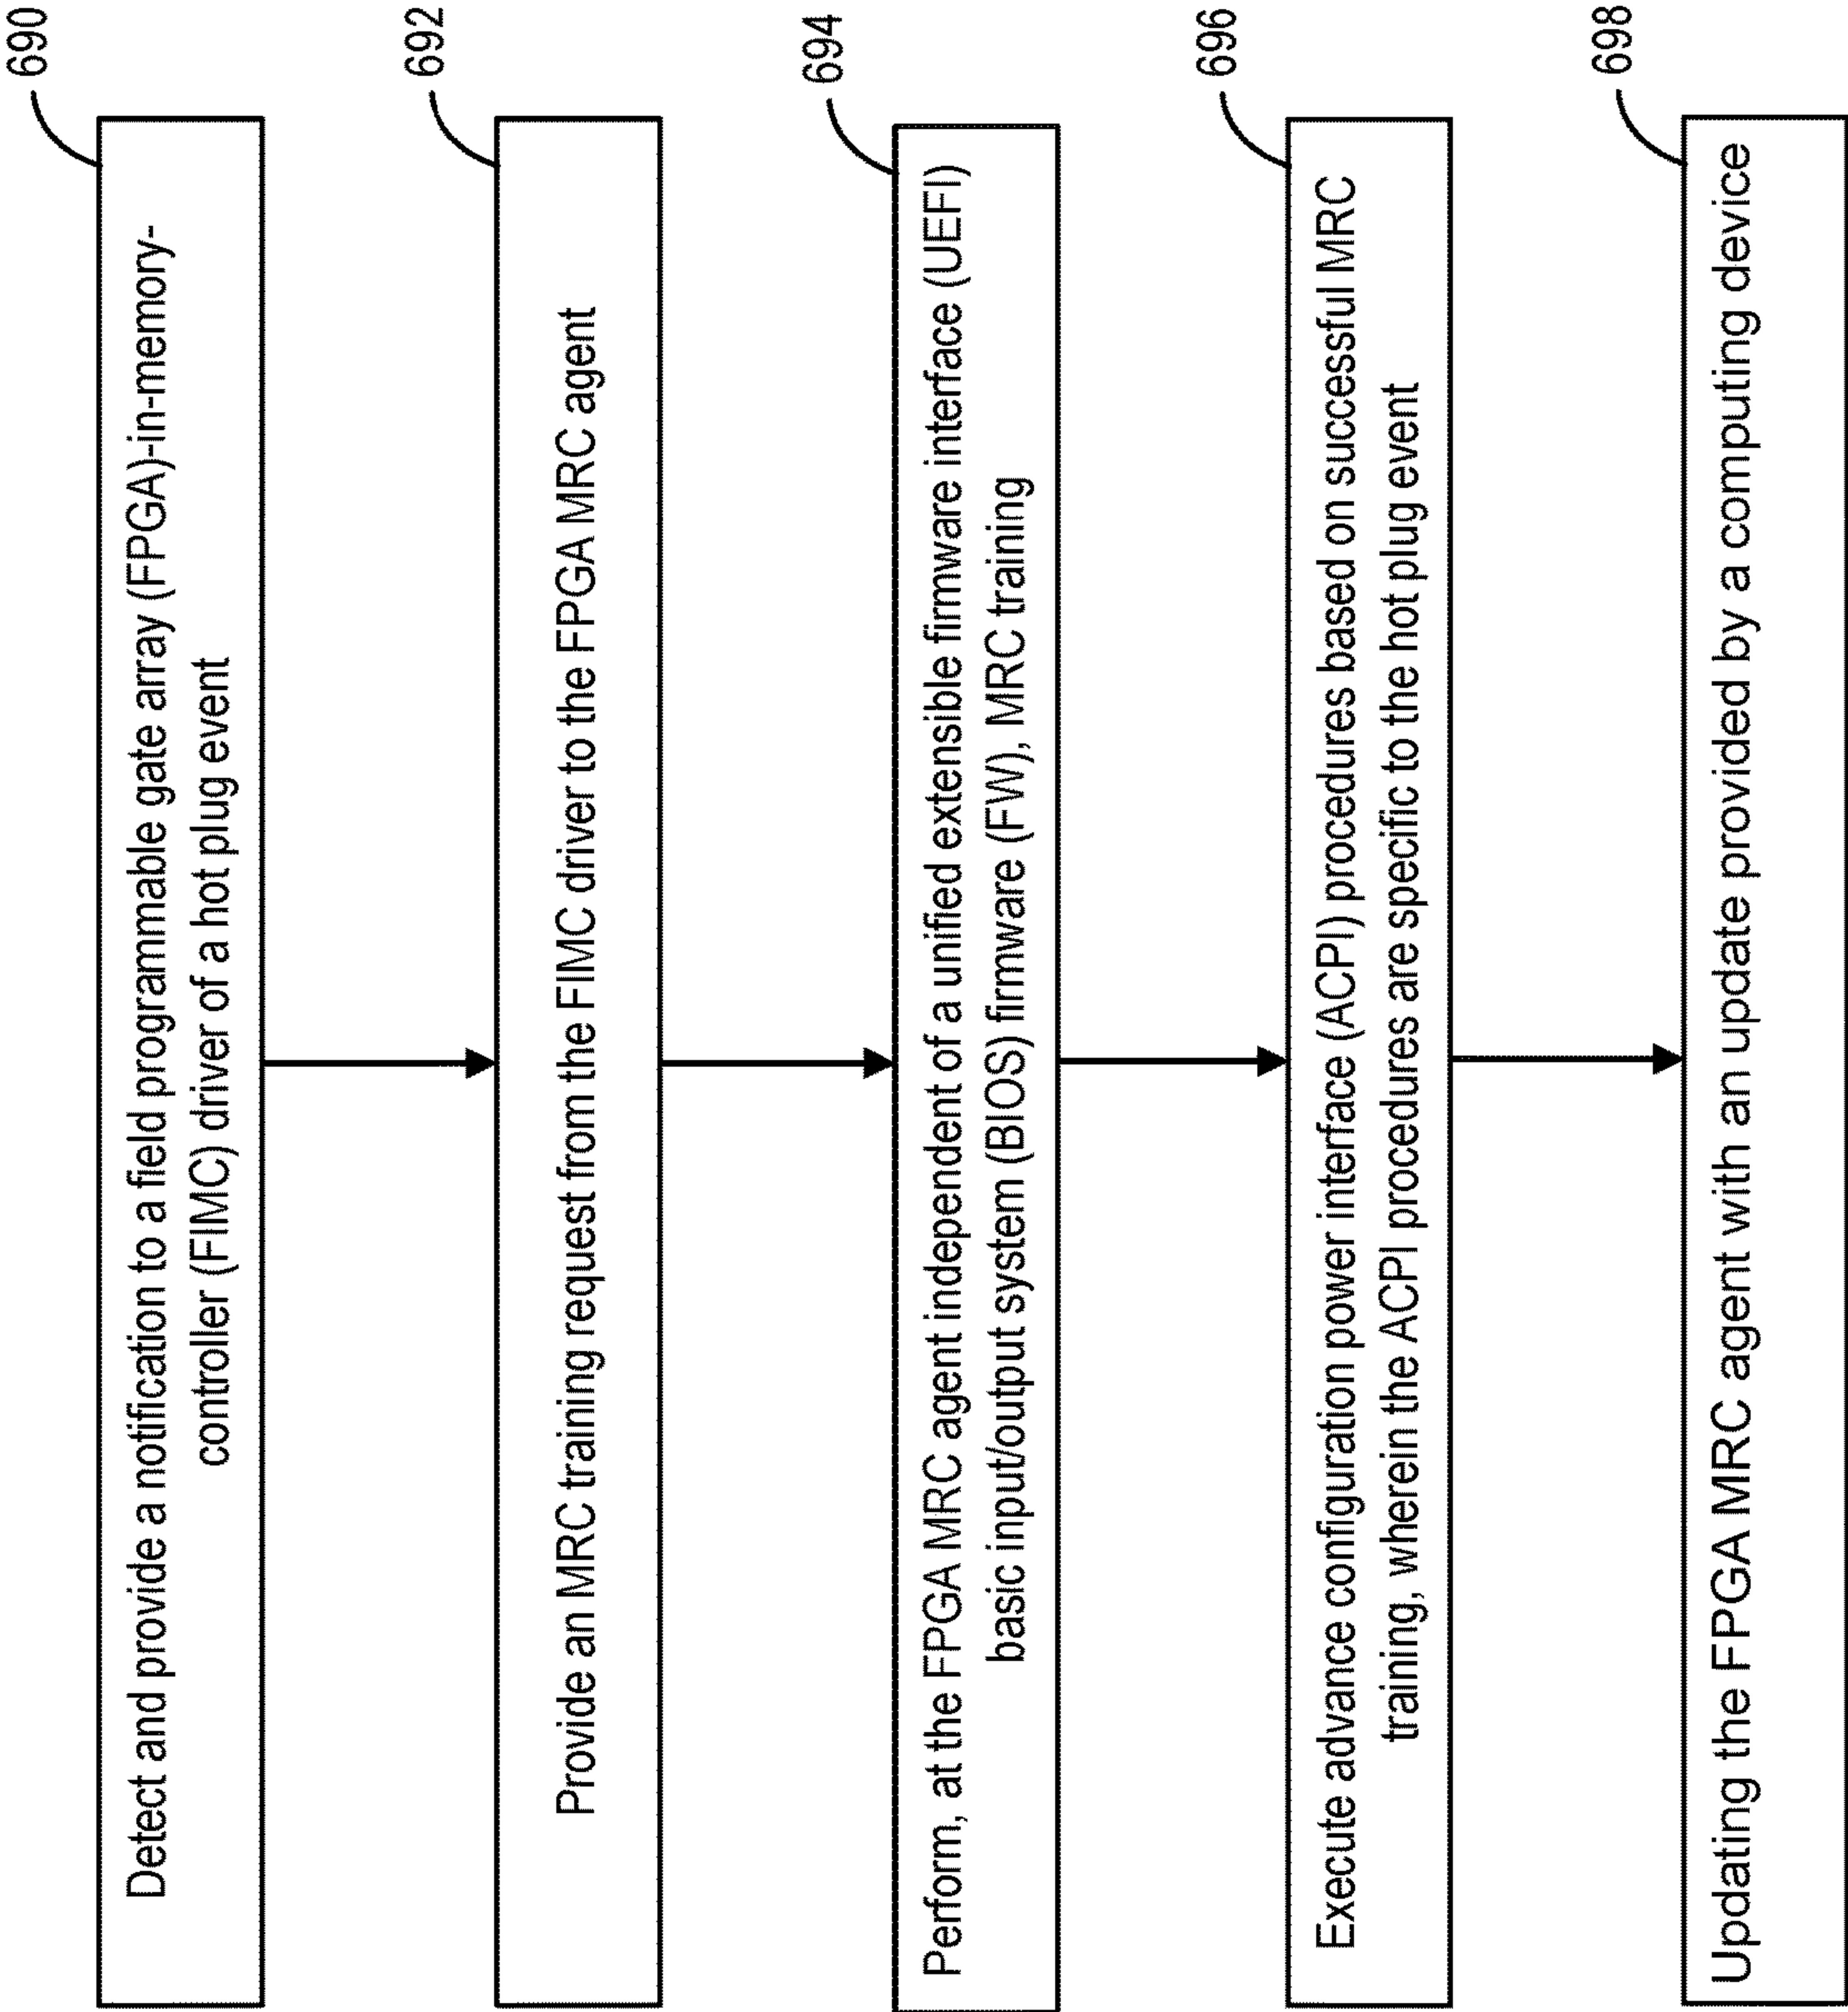 690
Detect and provide a notification to a field programmable gate array (FPGA)-in-memory-
controller (FIMC) driver of a hot plug event
692
Provide an MRC training request from the FIMC driver to the FPGA MRC agent
694
Perform, at the FPGA MRC agent independent of a unified extensible firmware interface (UEFI)
basic input/output system (BIOS) firmware (FW), MRC training
696
Execute advance configuration power interface (ACPI) procedures based on successful MRC
training, wherein the ACPI procedures are specific to the hot plug event
698
Updating the FPGA MRC agent with an update provided by a computing device